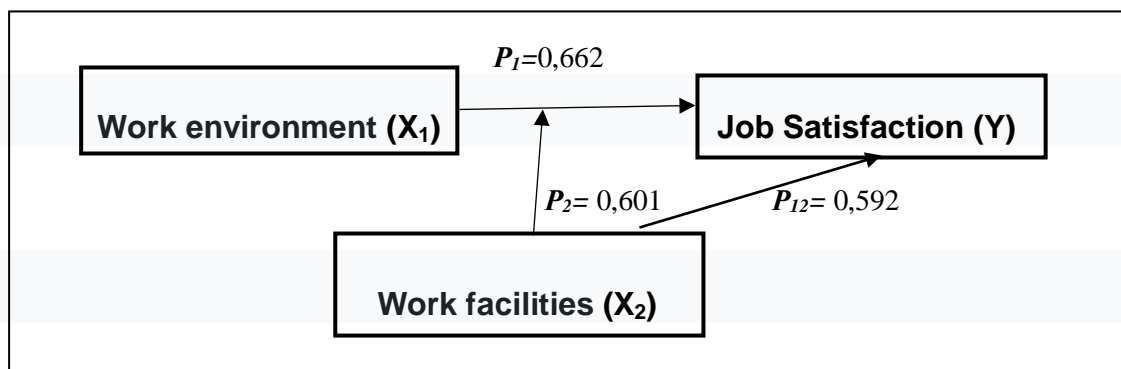 P₁=0,662
Work environment (X₁)
Job Satisfaction (Y)
P₂= 0,601
P₁₂= 0,592
Work facilities (X₂)